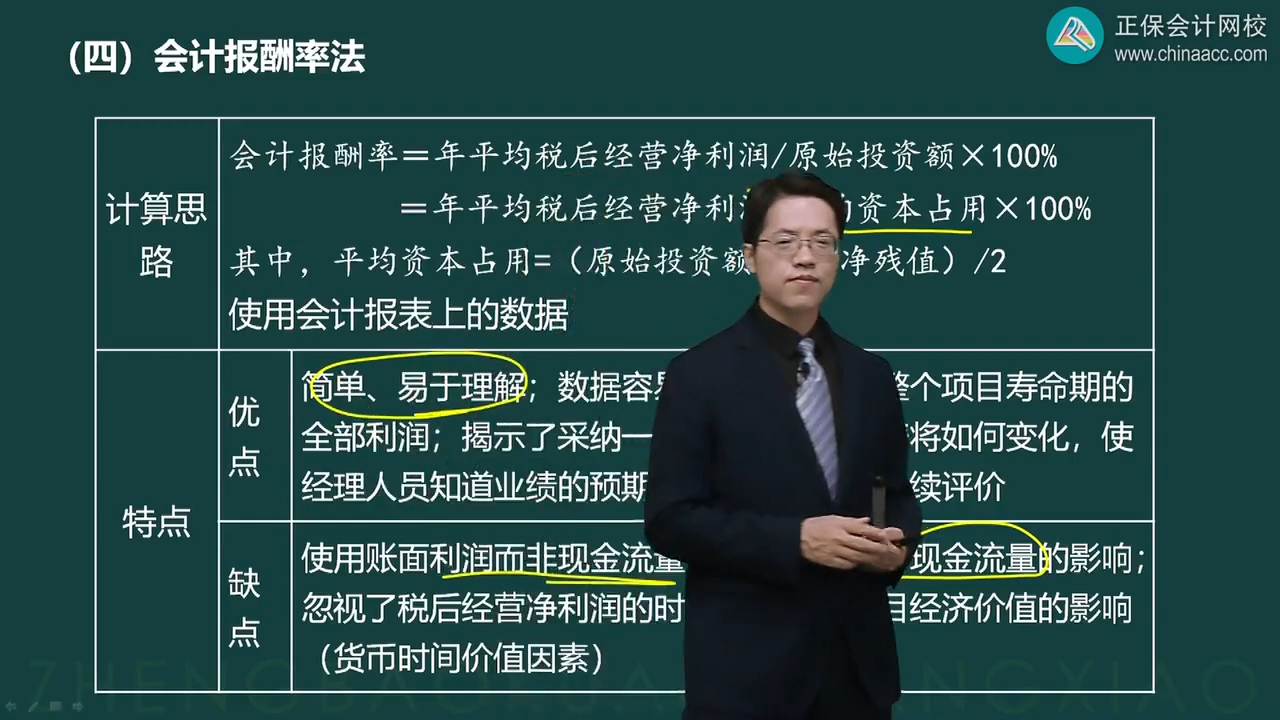 (四)会计报酬率法
正保会计网校
www.chinaacc.com
计算思路
会计报酬率＝年平均税后经营净利润/原始投资额×100%
＝年平均税后经营净利 资本占用×100%
其中，平均资本占用=（原始投资额 净残值）/2
使用会计报表上的数据
特点
优点
简单、易于理解；数据容易 整个项目寿命期的
全部利润；揭示了采纳一 将如何变化，使
经理人员知道业绩的预期 续评价
缺点
使用账面利润而非现金流量 现金流量的影响；
忽视了税后经营净利润的时 目经济价值的影响
（货币时间价值因素）